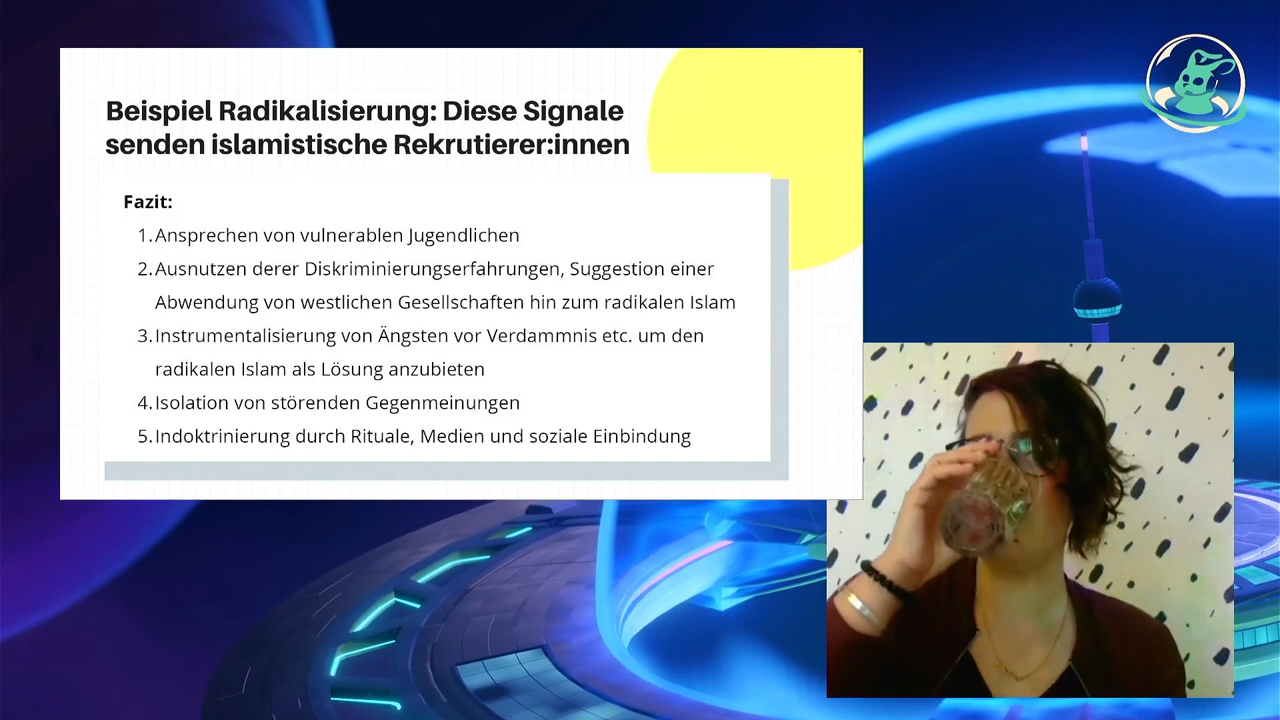 Beispiel Radikalisierung: Diese Signale
senden islamistische Rekrutierer:innen
Fazit:
1. Ansprechen von vulnerablen Jugendlichen
2. Ausnutzen derer Diskriminierungserfahrungen, Suggestion einer
Abwendung von westlichen Gesellschaften hin zum radikalen Islam
3. Instrumentalisierung von Ängsten vor Verdammnis etc. um den
radikalen Islam als Lösung anzubieten
4. Isolation von störenden Gegenmeinungen
5. Indoktrinierung durch Rituale, Medien und soziale Einbindung